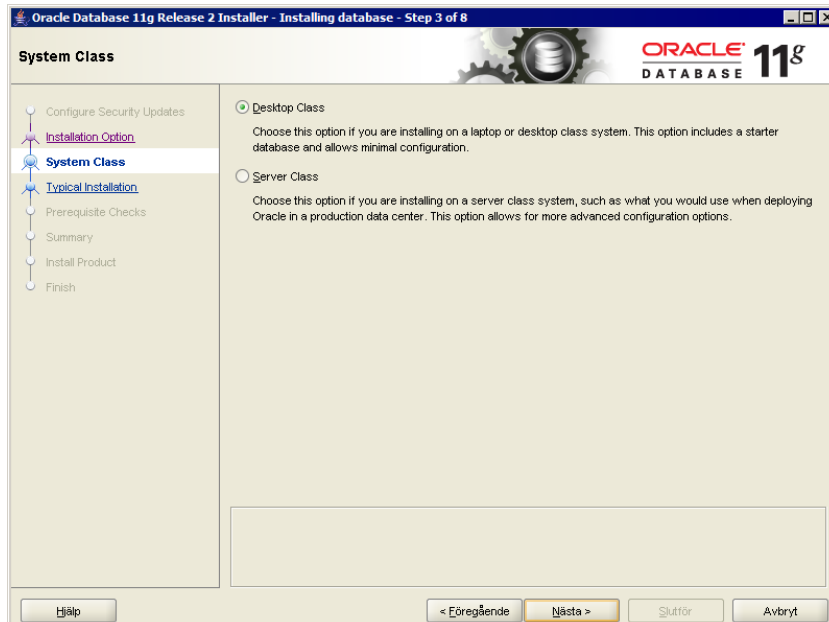 Oracle Database 11g Release 2 Installer - Installing database - Step 3 of 8
System Class
ORACLE
DATABASE
11g
Configure Security Updates
Installation Option
System Class
Typical Installation
Prerequisite Checks
Summary
Install Product
Finish
Desktop Class
Choose this option if you are installing on a laptop or desktop class system. This option includes a starter
database and allows minimal configuration.
Server Class
Choose this option if you are installing on a server class system, such as what you would use when deploying
Oracle in a production data center. This option allows for more advanced configuration options.
Hjälp
< Föregående
Nästa >
Slutför
Avbryt